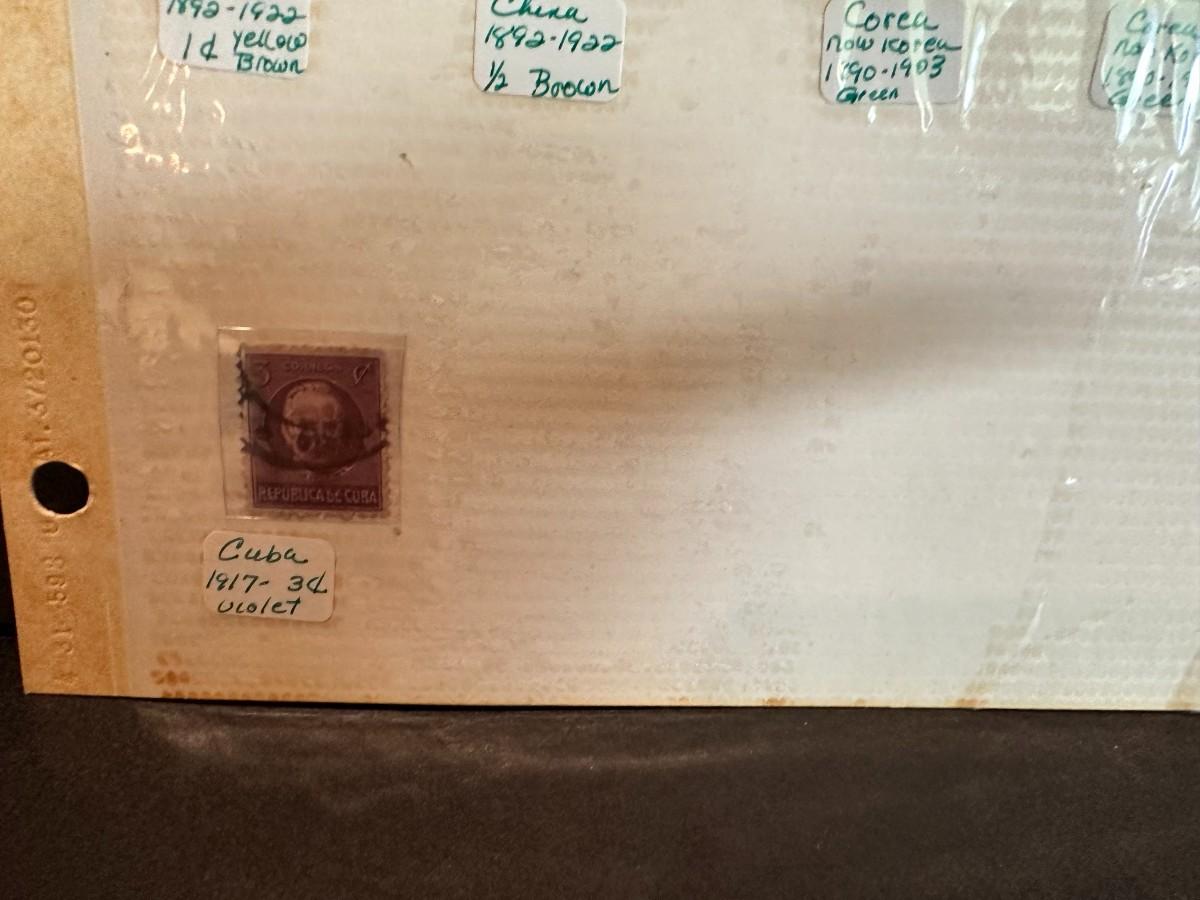 1892-1922
1¢ Yellow
Brown
China
1892-1922
1/2 Brown
Corea
now Korea
1890-1903
Green
Corea
3 CORREOS ¢
REPUBLICA DE CUBA
Cuba
1917- 3¢
violet